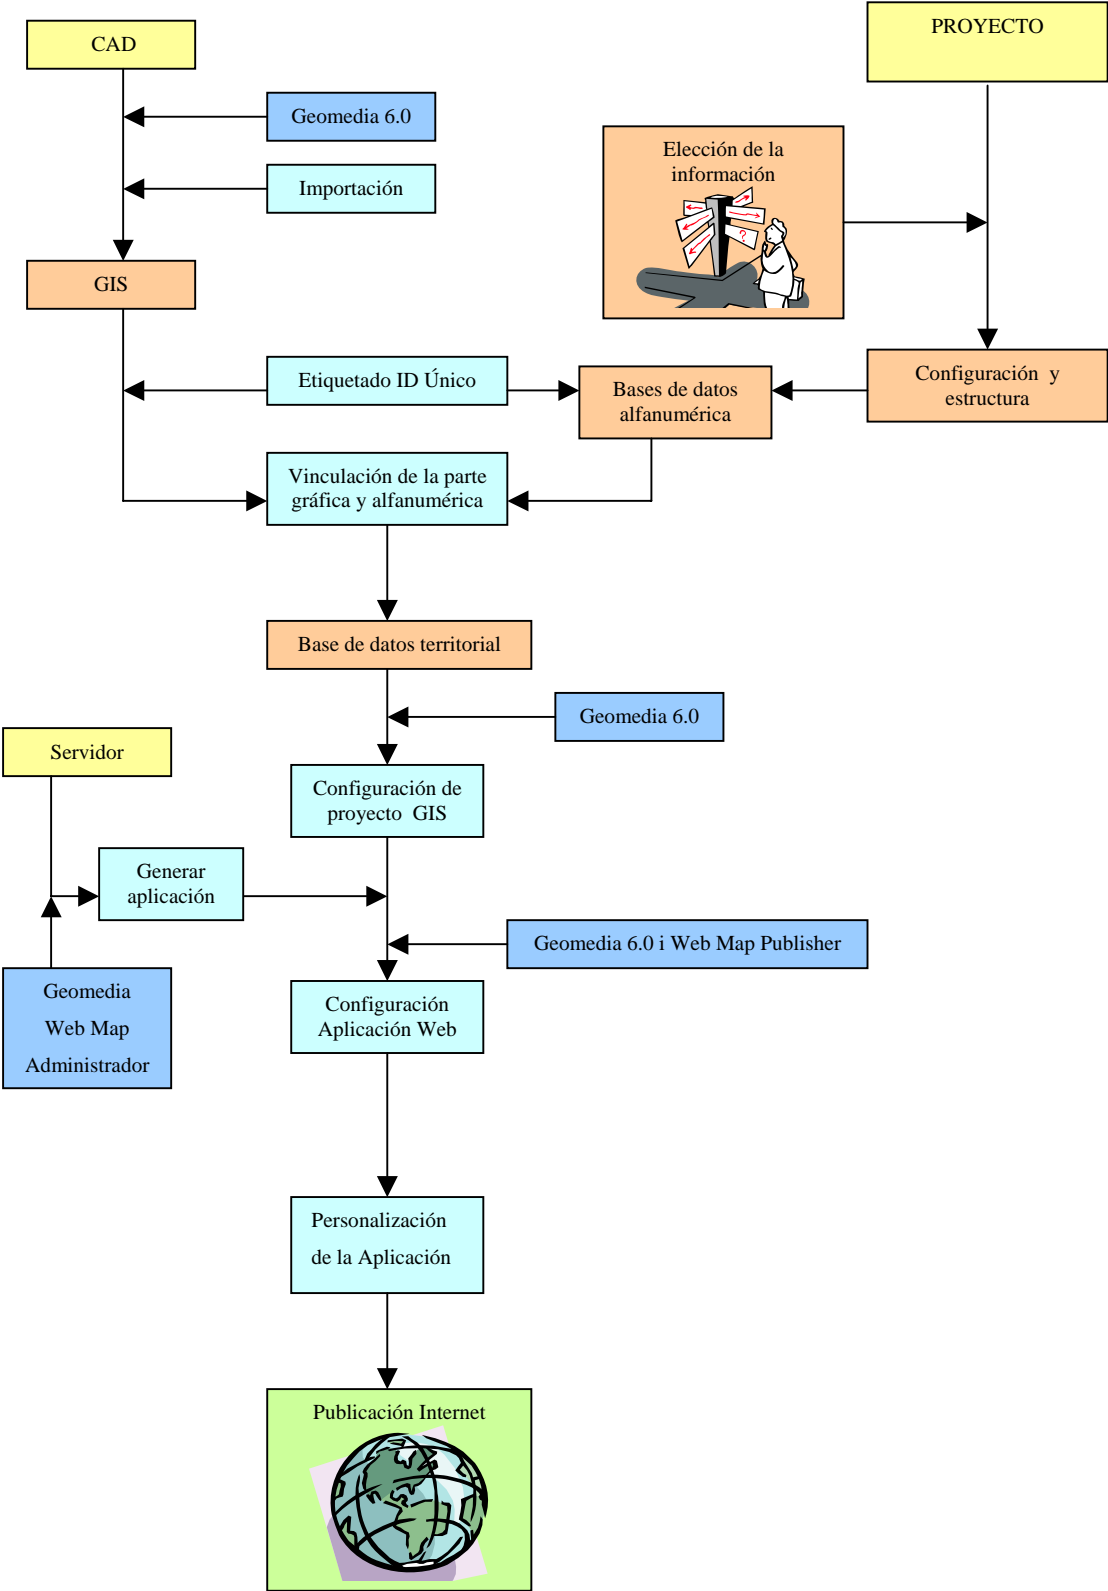 CAD
PROYECTO
Geomedia 6.0
Elección de la
información
?
Importación
GIS
Etiquetado ID Único
Bases de datos
alfanumérica
Configuración y
estructura
Vinculación de la parte
gráfica y alfanumérica
Base de datos territorial
Geomedia 6.0
Servidor
Configuración de
proyecto GIS
Generar
aplicación
Geomedia 6.0 i Web Map Publisher
Geomedia
Web Map
Administrador
Configuración
Aplicación Web
Personalización
de la Aplicación
Publicación Internet